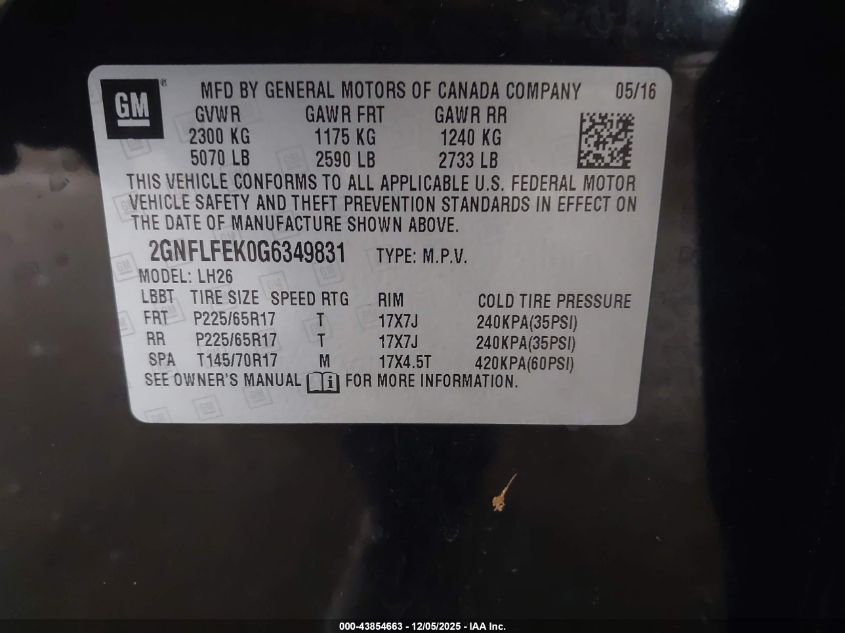 GM ®
MFD BY GENERAL MOTORS OF CANADA COMPANY 05/16
GVWR GAWR FRT GAWR RR
2300 KG 1175 KG 1240 KG
5070 LB 2590 LB 2733 LB
THIS VEHICLE CONFORMS TO ALL APPLICABLE U.S. FEDERAL MOTOR
VEHICLE SAFETY AND THEFT PREVENTION STANDARDS IN EFFECT ON
THE DATE OF MANUFACTURE SHOWN ABOVE.
2GNFLFEK0G6349831 TYPE: M.P.V.
MODEL: LH26
LBBT TIRE SIZE SPEED RTG RIM COLD TIRE PRESSURE
FRT P225/65R17 T 17X7J 240KPA(35PSI)
RR P225/65R17 T 17X7J 240KPA(35PSI)
SPA T145/70R17 M 17X4.5T 420KPA(60PSI)
SEE OWNER'S MANUAL FOR MORE INFORMATION.
000-43854663 - 12/05/2025 - IAA Inc.